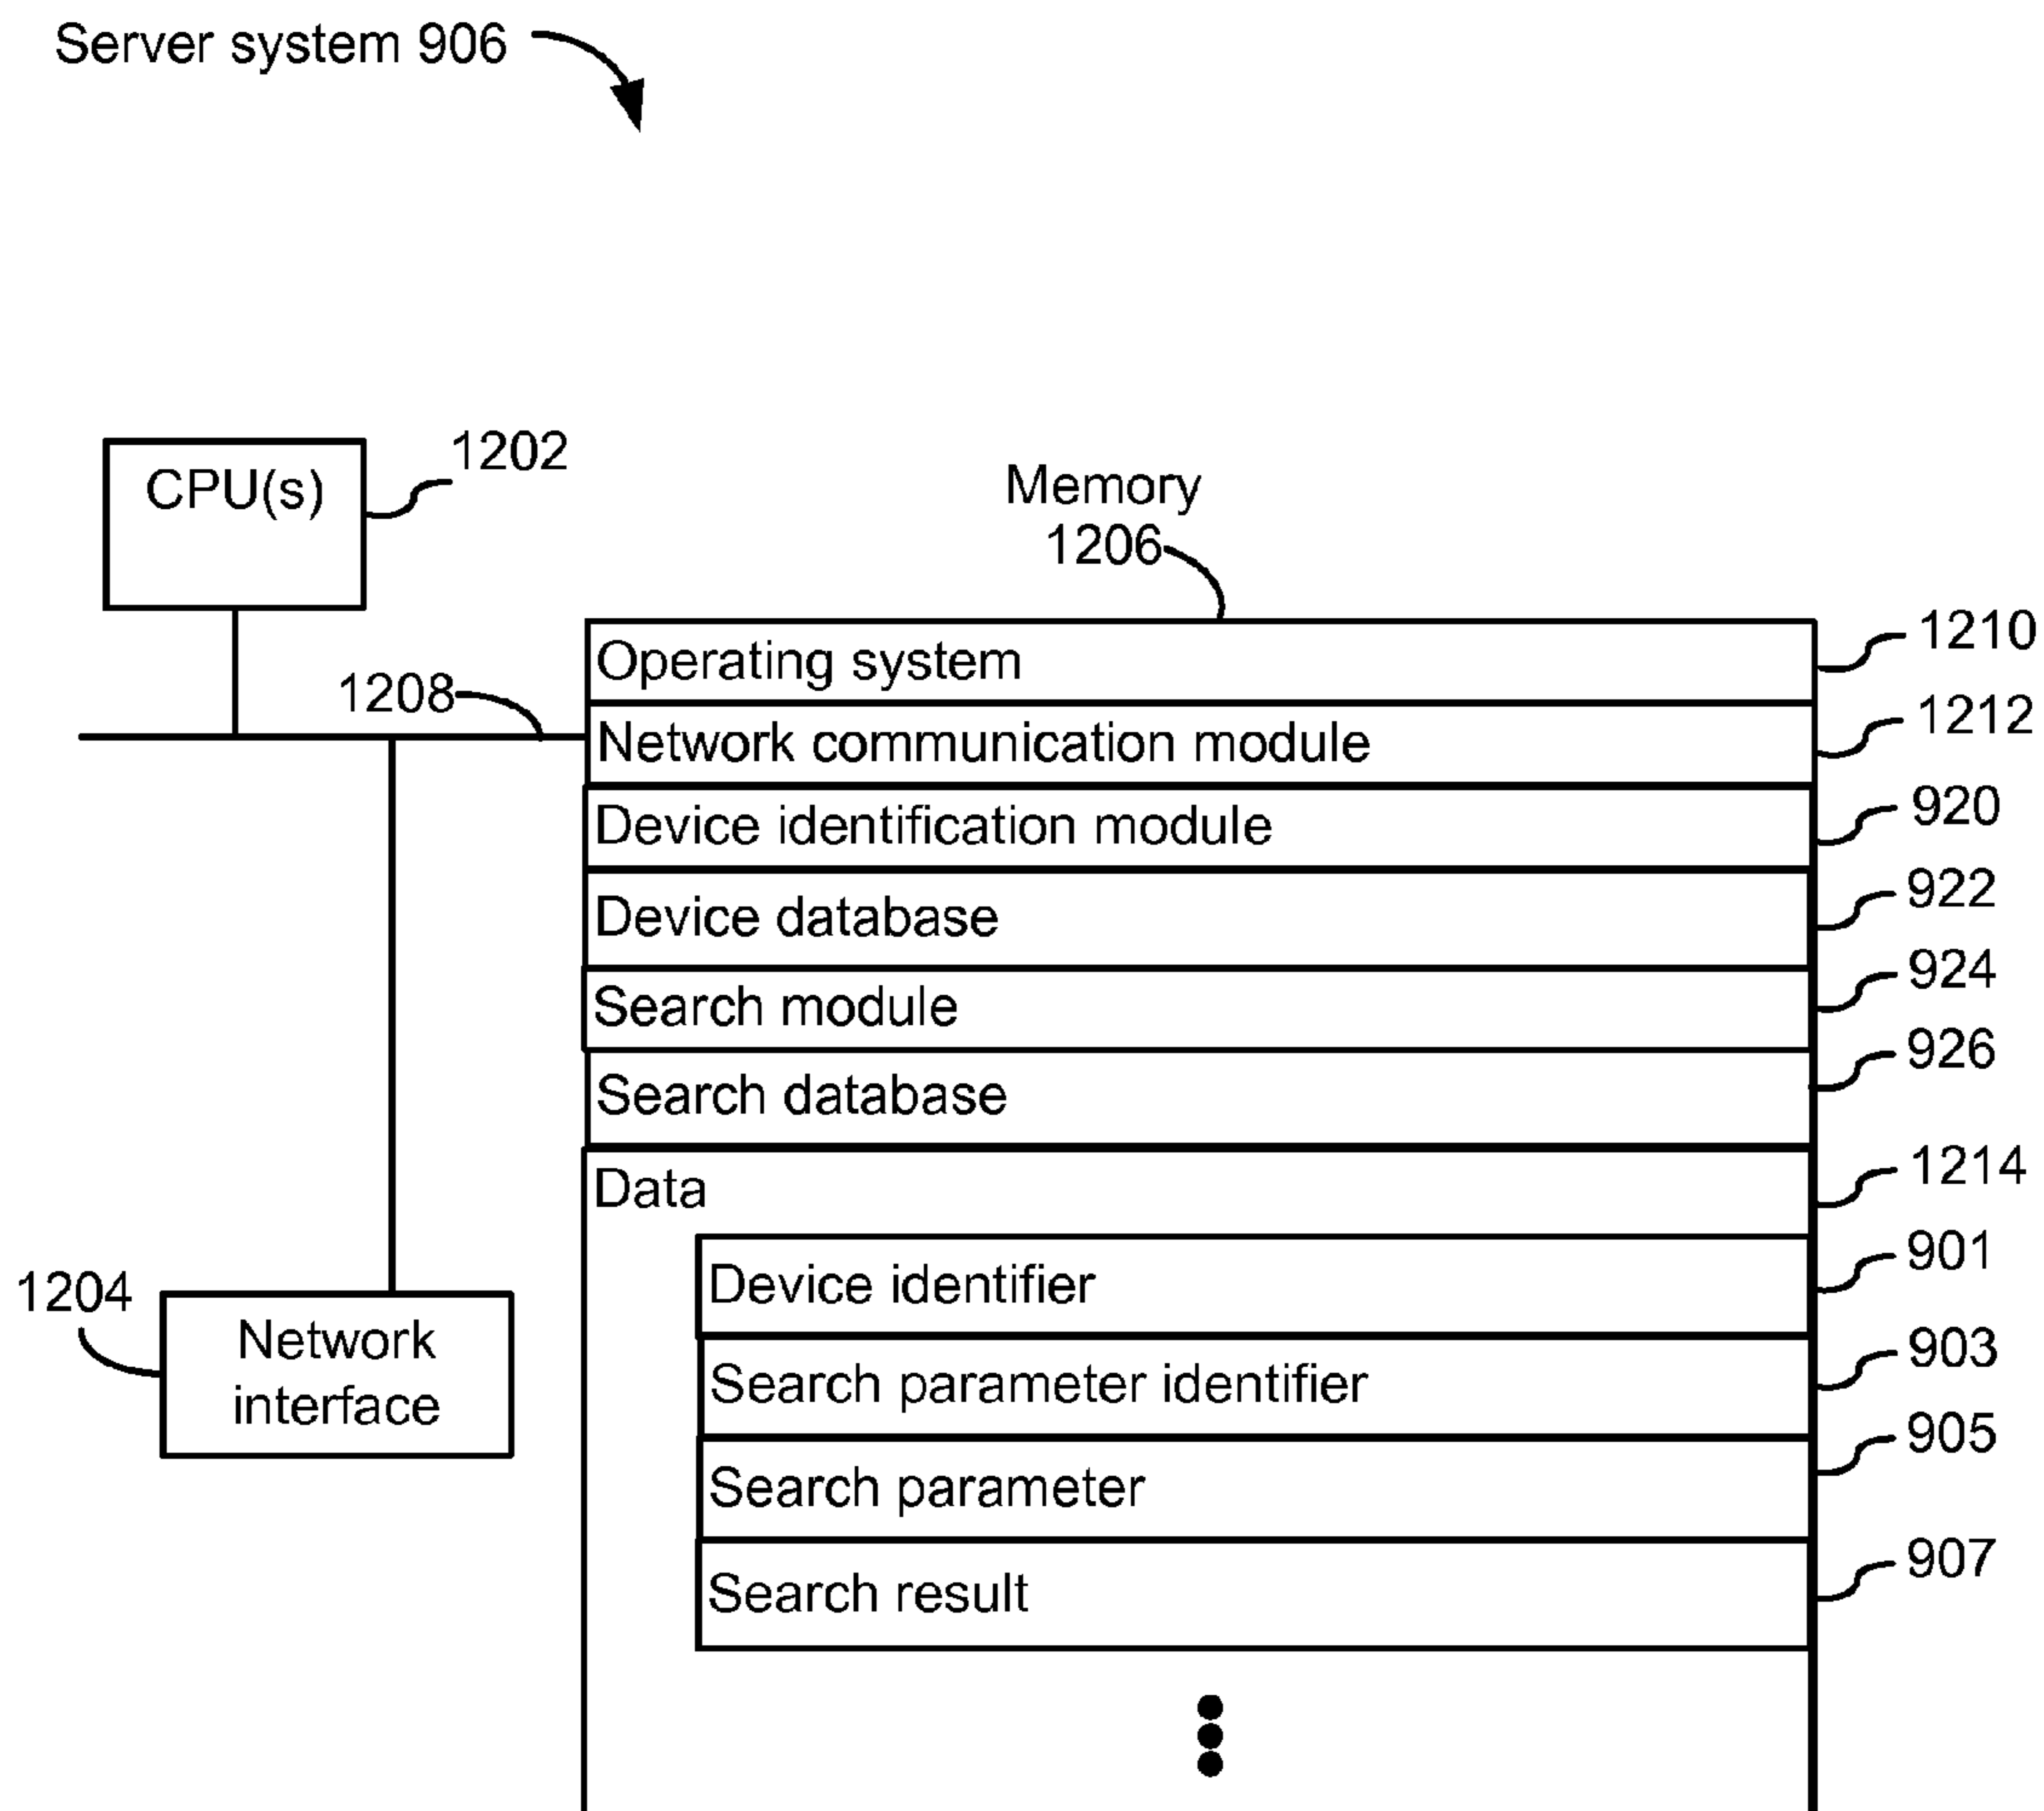 Server system 906
CPU(s)
1202
Memory
1206
1208
Operating system
1210
Network communication module
1212
Device identification module
920
Device database
922
Search module
924
Search database
926
Data
1214
Device identifier
901
Search parameter identifier
903
Search parameter
905
Search result
907
1204
Network
interface